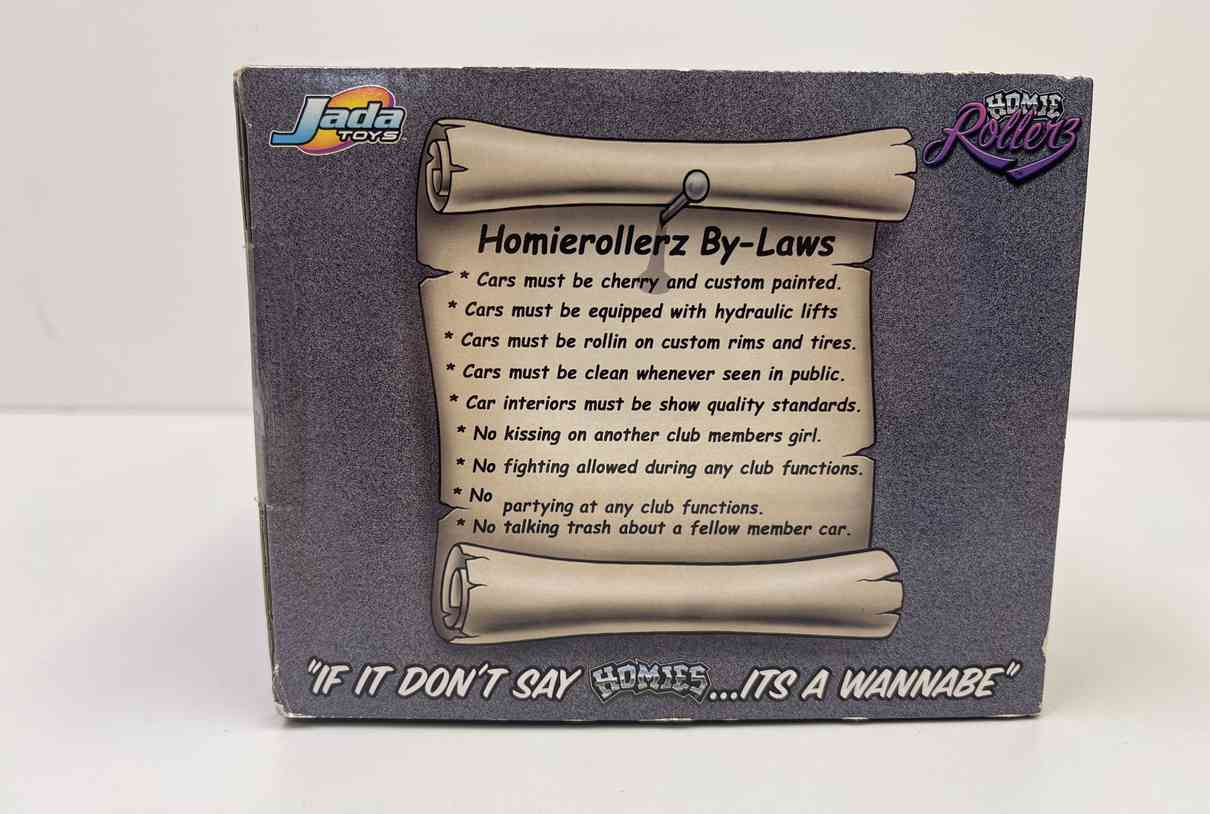 Jada
TOYS
HOMIE
Rollerz
Homierollerz By-Laws
* Cars must be cherry and custom painted.
* Cars must be equipped with hydraulic lifts
* Cars must be rollin on custom rims and tires.
* Cars must be clean whenever seen in public.
* Car interiors must be show quality standards.
* No kissing on another club members girl.
* No fighting allowed during any club functions.
* No partying at any club functions.
* No talking trash about a fellow member car.
"IF IT DON'T SAY HOMIES...ITS A WANNABE"